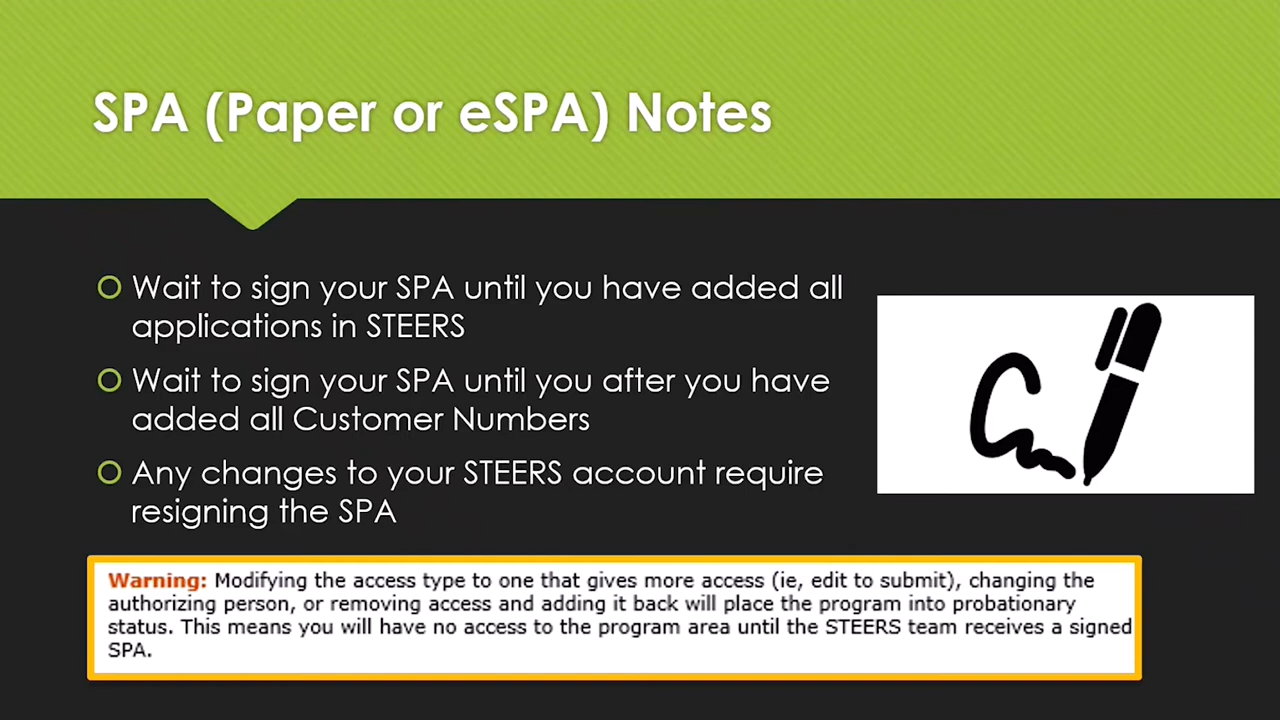 SPA (Paper or eSPA) Notes
Wait to sign your SPA until you have added all
applications in STEERS
Wait to sign your SPA until you after you have
added all Customer Numbers
Any changes to your STEERS account require
resigning the SPA
Warning: Modifying the access type to one that gives more access (ie, edit to submit), changing the
authorizing person, or removing access and adding it back will place the program into probationary
status. This means you will have no access to the program area until the STEERS team receives a signed
SPA.